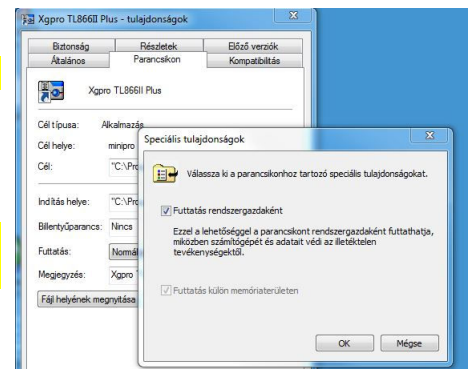 Xgpro TL866II Plus - tulajdonságok
Biztonság Részletek Előző verziók
Általános Parancsikon Kompatibilitás
Xgpro TL866II Plus
Cél típusa: Alkalmazás
Cél helye: minipro
Cél: "C:\Pro
Indítás helye: "C:\Pro
Billentyűparancs: Nincs
Futtatás: Normál
Megjegyzés: Xgpro
Fájl helyének megnyitása
Speciális tulajdonságok
Válassza ki a parancsikonhoz tartozó speciális tulajdonságokat.
Futtatás rendszergazdaként
Ezzel a lehetőséggel a parancsikont rendszergazdaként futtathatja,
miközben számítógépét és adatait védi az illetéktelen
tevékenységektől.
Futtatás külön memóriaterületen
OK Mégse